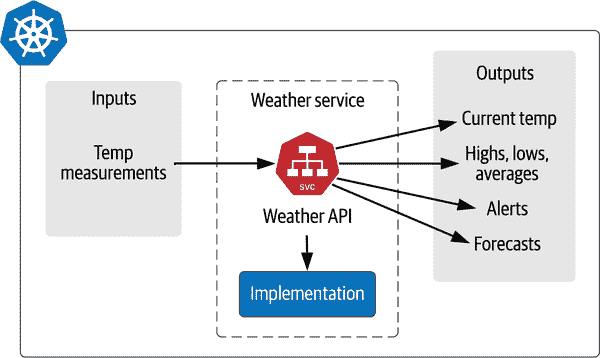 Inputs
Temp
measurements
Weather service
svc
Weather API
Implementation
Outputs
Current temp
Highs, lows,
averages
Alerts
Forecasts